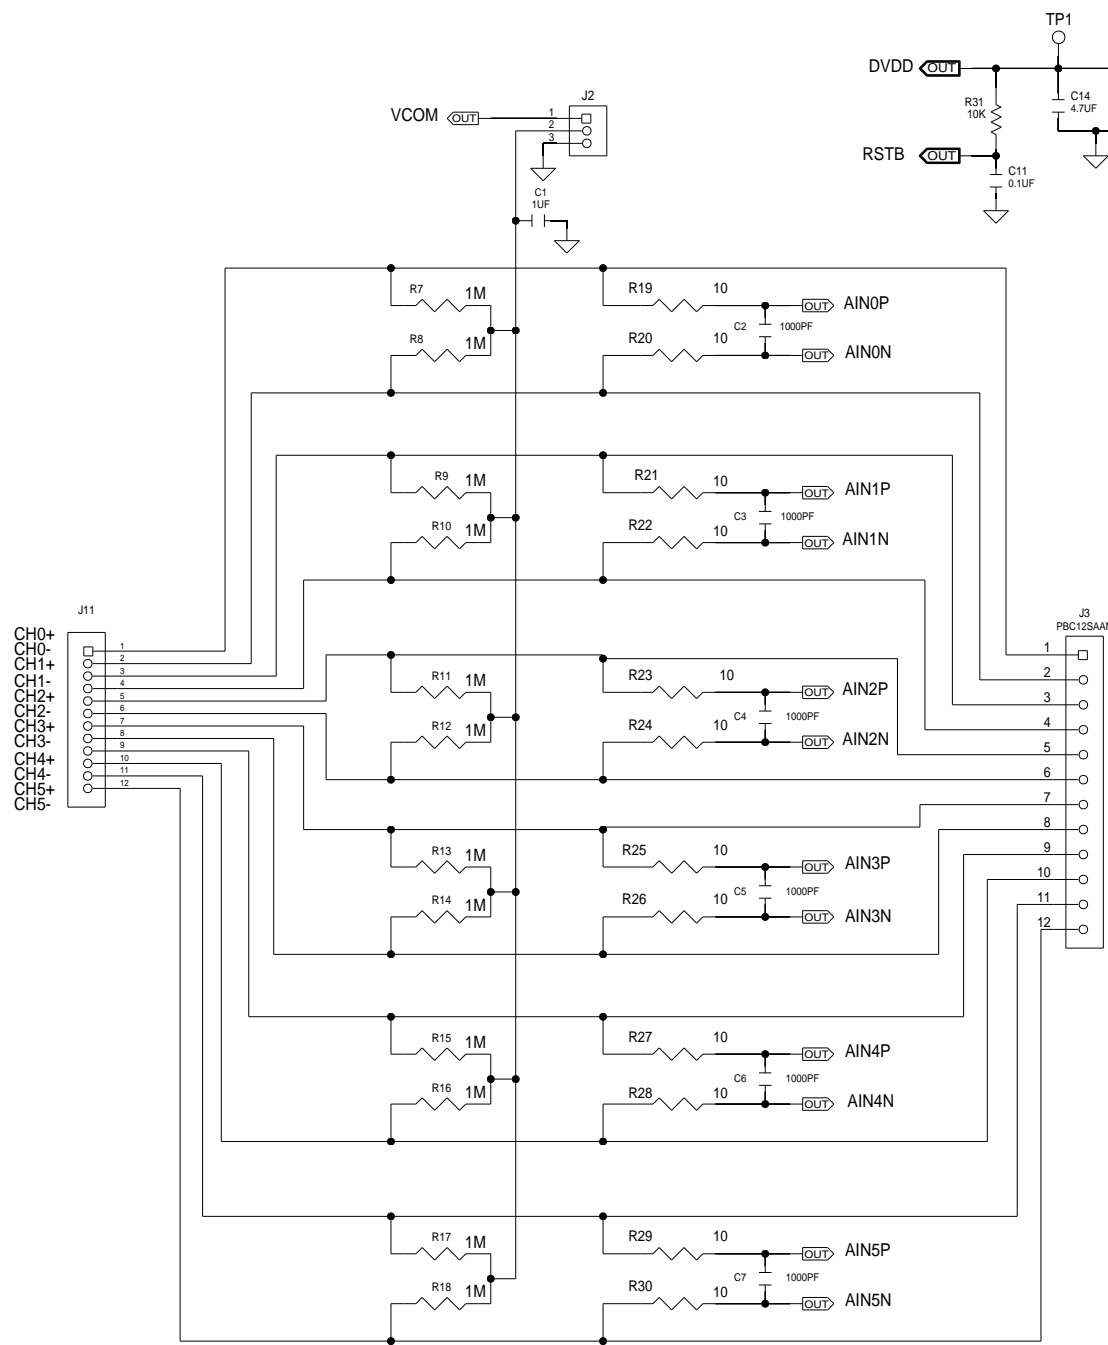 TP1
DVDD OUT
R31
10K
C14
4.7UF
RSTB OUT
C11
0.1UF
J2
VCOM OUT
1
2
3
C1
1UF
R7 1M R19 10 OUT AIN0P
C2 1000PF
R8 1M R20 10 OUT AIN0N
R9 1M R21 10 OUT AIN1P
C3 1000PF
R10 1M R22 10 OUT AIN1N
J11
CH0+
CH0-
CH1+
CH1-
CH2+
CH2-
CH3+
CH3-
CH4+
CH4-
CH5+
CH5-
1
2
3
4
5
6
7
8
9
10
11
12
R11 1M R23 10 OUT AIN2P
C4 1000PF
R12 1M R24 10 OUT AIN2N
R13 1M R25 10 OUT AIN3P
C5 1000PF
R14 1M R26 10 OUT AIN3N
R15 1M R27 10 OUT AIN4P
C6 1000PF
R16 1M R28 10 OUT AIN4N
R17 1M R29 10 OUT AIN5P
C7 1000PF
R18 1M R30 10 OUT AIN5N
J3
1
2
3
4
5
6
7
8
9
10
11
12